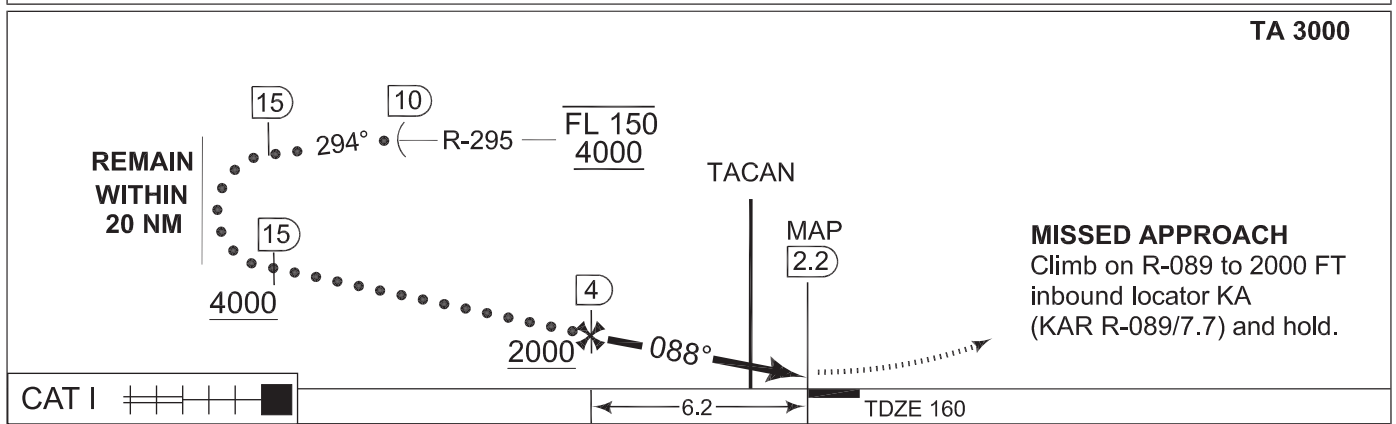 TA 3000
15
10
294°
R-295
FL 150
4000
REMAIN
WITHIN
20 NM
TACAN
15
MAP
2.2
MISSED APPROACH
Climb on R-089 to 2000 FT
inbound locator KA
(KAR R-089/7.7) and hold.
4000
4
2000
088°
CAT I
6.2
TDZE 160